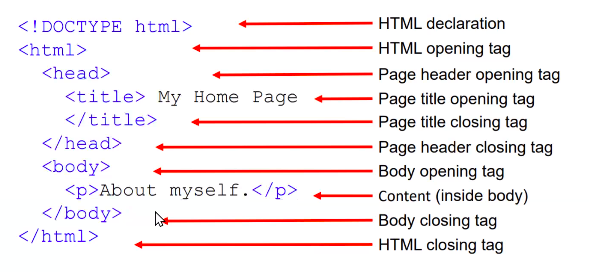 <!DOCTYPE html> HTML declaration
<html> HTML opening tag
<head> Page header opening tag
<title> My Home Page Page title opening tag
</title> Page title closing tag
</head> Page header closing tag
<body> Body opening tag
<p>About myself.</p> Content (inside body)
</body> Body closing tag
</html> HTML closing tag